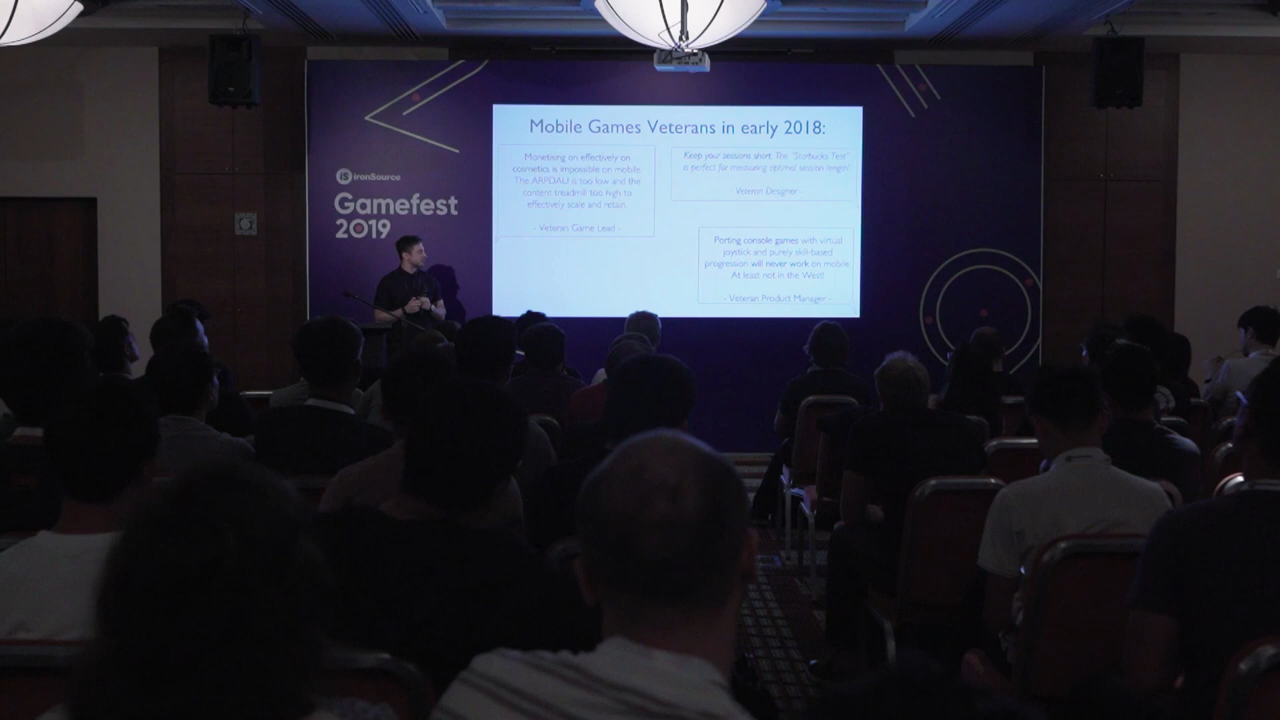 iS ironSource
Gamefest
2019
Mobile Games Veterans in early 2018:
Monetising on effectively on
cosmetics is impossible on mobile.
The ARPDAU is too low and the
content treadmill too high to
effectively scale and retain.
- Veteran Game Lead -
Keep your sessions short. The "Starbucks Test"
is perfect for measuring optimal session length!
- Veteran Designer -
Porting console games with virtual
joystick and purely skill-based
progression will never work on mobile.
At least not in the West!
- Veteran Product Manager -